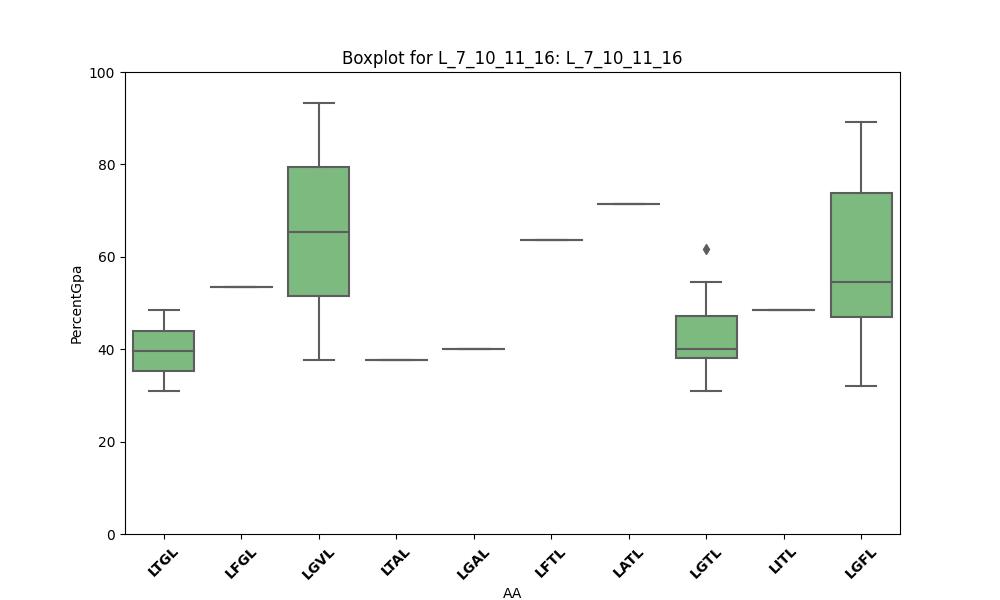 Boxplot for L_7_10_11_16: L_7_10_11_16
PercentGpa
100
80
60
40
20
0
LTGL LFGL LGVL LTAL LGAL LFTL LATL LGTL LITL LGFL
AA